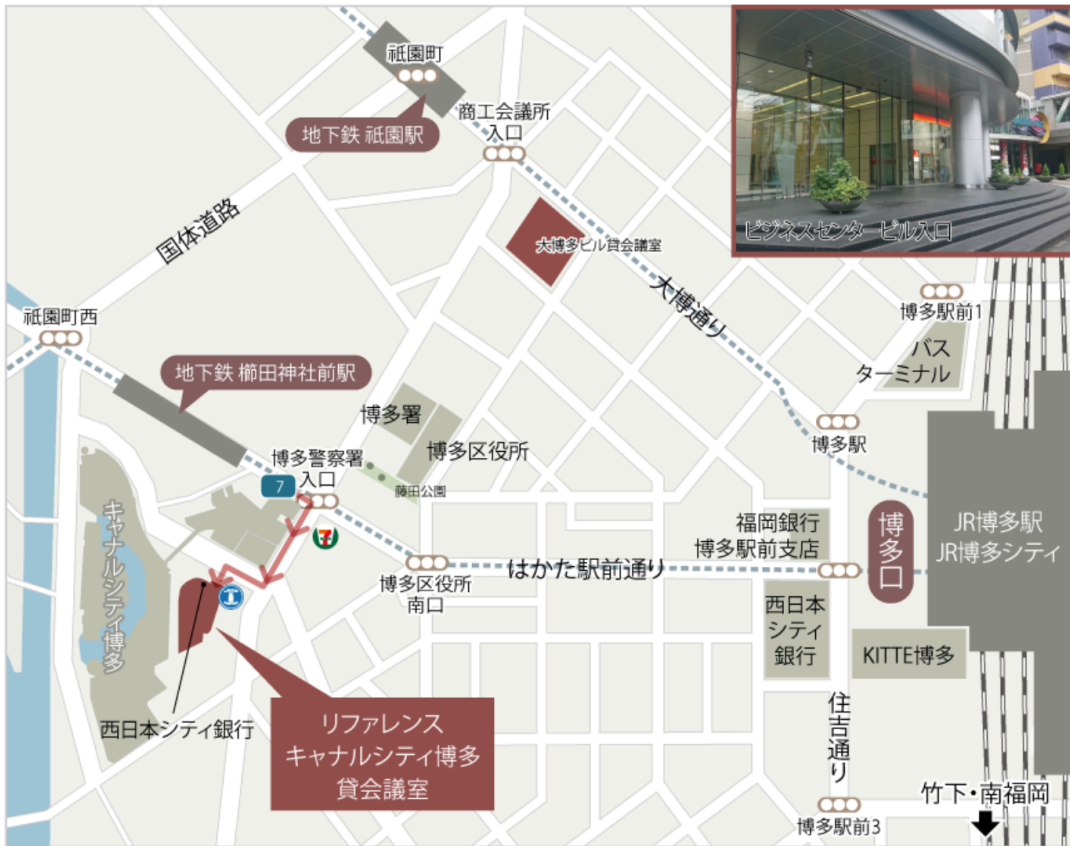 祇園町
地下鉄 祇園駅
商工会議所
入口
国体道路
大博多ビル貸会議室
大博通り
ビジネスセンタービル入口
博多駅前1
バス
ターミナル
祇園町西
地下鉄 櫛田神社前駅
博多署
博多区役所
博多駅
博多警察署
入口
7
藤田公園
7
キャナルシティ博多
福岡銀行
博多駅前支店
博多口
JR博多駅
JR博多シティ
はかた駅前通り
博多区役所
南口
西日本
シティ
銀行
KITTE博多
西日本シティ銀行
リファレンス
キャナルシティ博多
貸会議室
住吉通り
竹下・南福岡
博多駅前3